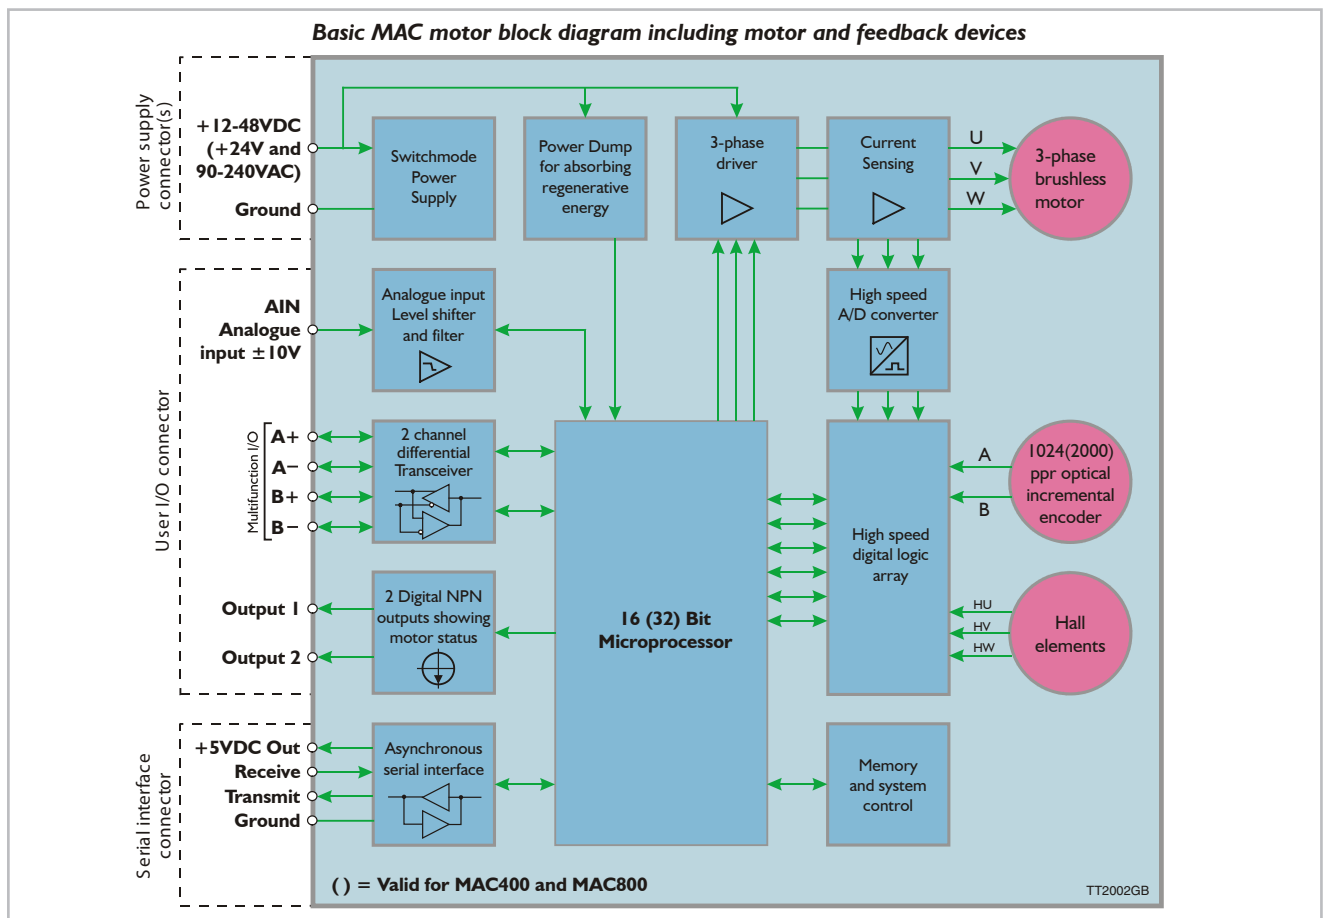 Basic MAC motor block diagram including motor and feedback devices
Power supply
connector(s)
+12-48VDC
(+24V and
90-240VAC)
Ground
Switchmode
Power
Supply
Power Dump
for absorbing
regenerative
energy
3-phase
driver
Current
Sensing
U
V
W
3-phase
brushless
motor
User I/O connector
AIN
Analogue
input ±10V
Analogue input
Level shifter
and filter
High speed
A/D converter
Multifunction I/O
A+
A−
B+
B−
2 channel
differential
Transceiver
16 (32) Bit
Microprocessor
High speed
digital logic
array
A
B
1024(2000)
ppr optical
incremental
encoder
Output 1
Output 2
2 Digital NPN
outputs showing
motor status
HU
HV
HW
Hall
elements
Serial interface
connector
+5VDC Out
Receive
Transmit
Ground
Asynchronous
serial interface
Memory
and system
control
( ) = Valid for MAC400 and MAC800
TT2002GB